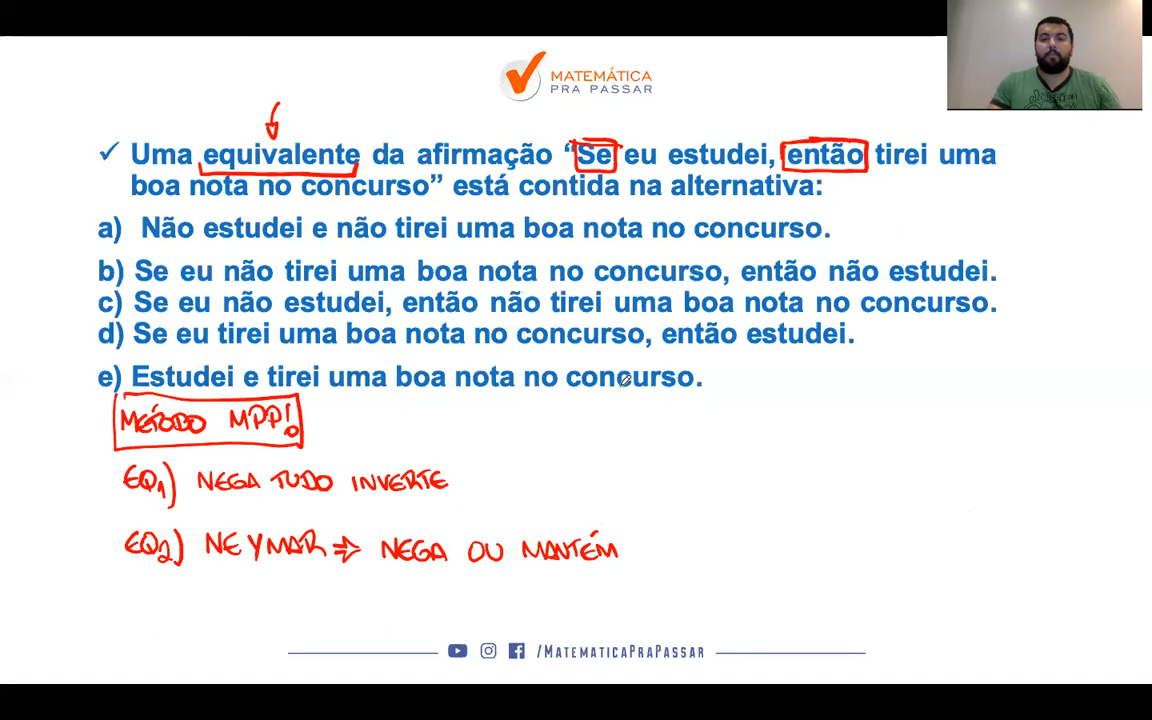 MATEMÁTICA
PRA PASSAR
✓ Uma equivalente da afirmação “Se eu estudei, então tirei uma
boa nota no concurso” está contida na alternativa:
a) Não estudei e não tirei uma boa nota no concurso.
b) Se eu não tirei uma boa nota no concurso, então não estudei.
c) Se eu não estudei, então não tirei uma boa nota no concurso.
d) Se eu tirei uma boa nota no concurso, então estudei.
e) Estudei e tirei uma boa nota no concurso.
MÉTODO MPP!
EQ1) NEGA TUDO INVERTE
EQ2) NEYMAR ⇒ NEGA OU MANTÉM
/MATEMATICAPRAPASSAR